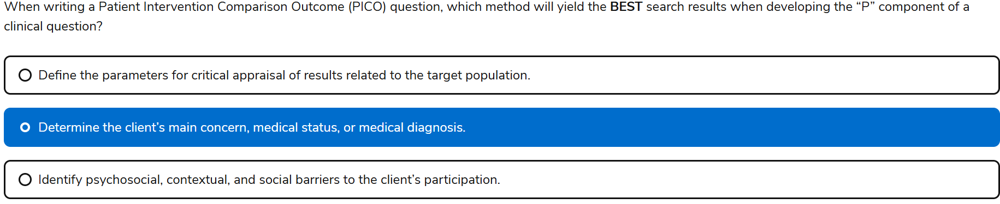 When writing a Patient Intervention Comparison Outcome (PICO) question, which method will yield the BEST search results when developing the “P” component of a
clinical question?
Define the parameters for critical appraisal of results related to the target population.
Determine the client’s main concern, medical status, or medical diagnosis.
Identify psychosocial, contextual, and social barriers to the client’s participation.